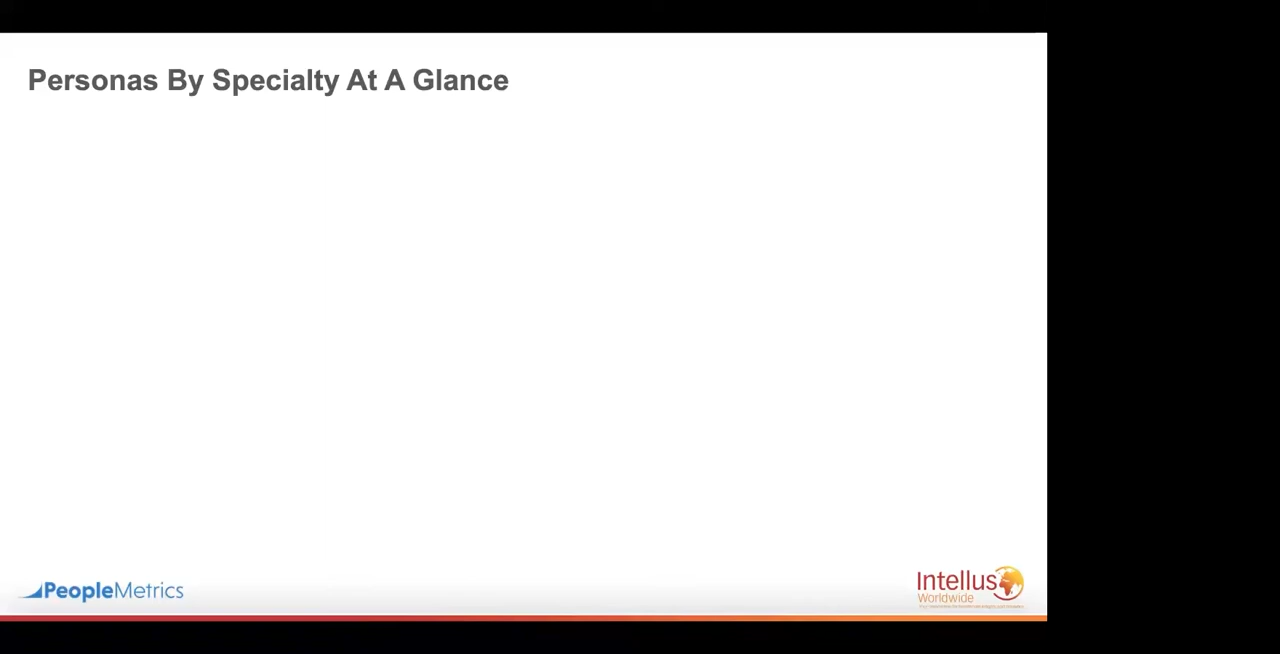 Personas By Specialty At A Glance
PeopleMetrics
Intellus
Worldwide